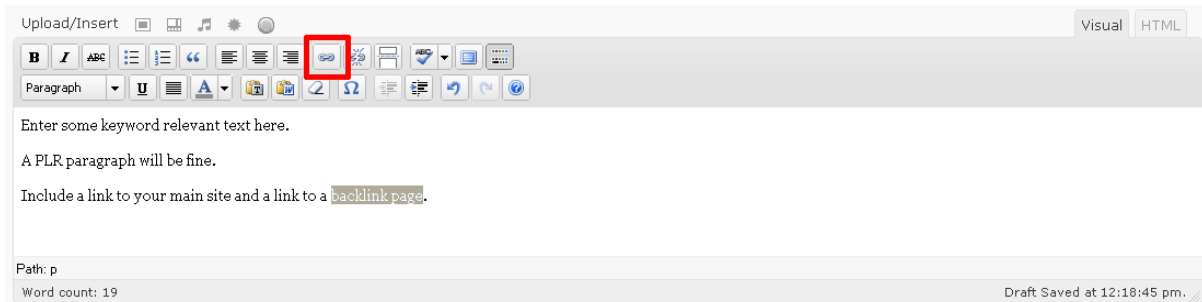 Upload/Insert Visual HTML
B I ABC ABC
Paragraph U A T W Ω
Enter some keyword relevant text here.
A PLR paragraph will be fine.
Include a link to your main site and a link to a backlink page.
Path: p
Word count: 19 Draft Saved at 12:18:45 pm.